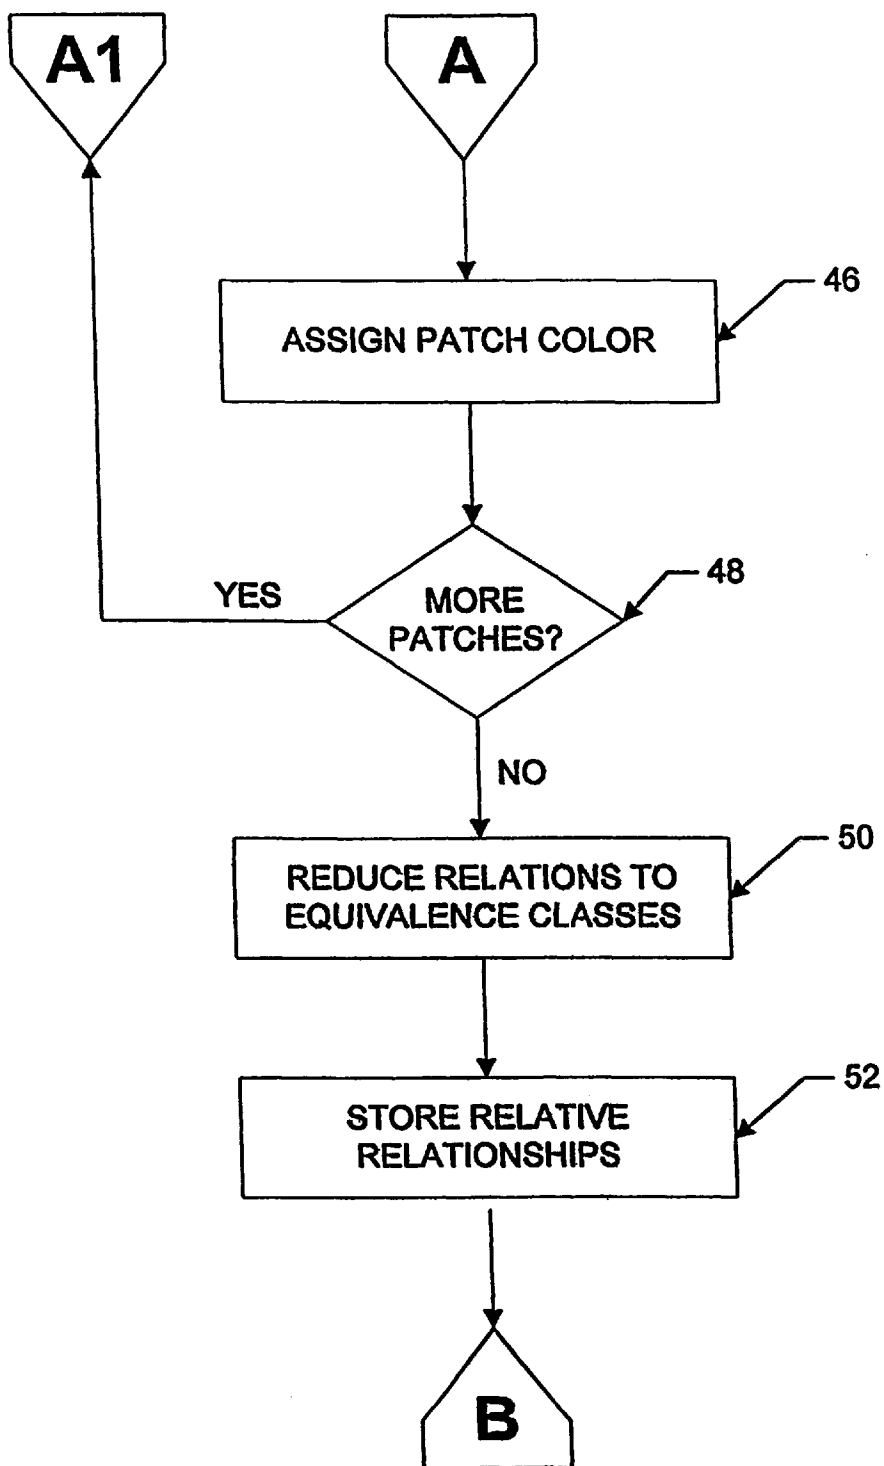 A1
A
46
ASSIGN PATCH COLOR
48
YES
MORE
PATCHES?
NO
50
REDUCE RELATIONS TO
EQUIVALENCE CLASSES
52
STORE RELATIVE
RELATIONSHIPS
B